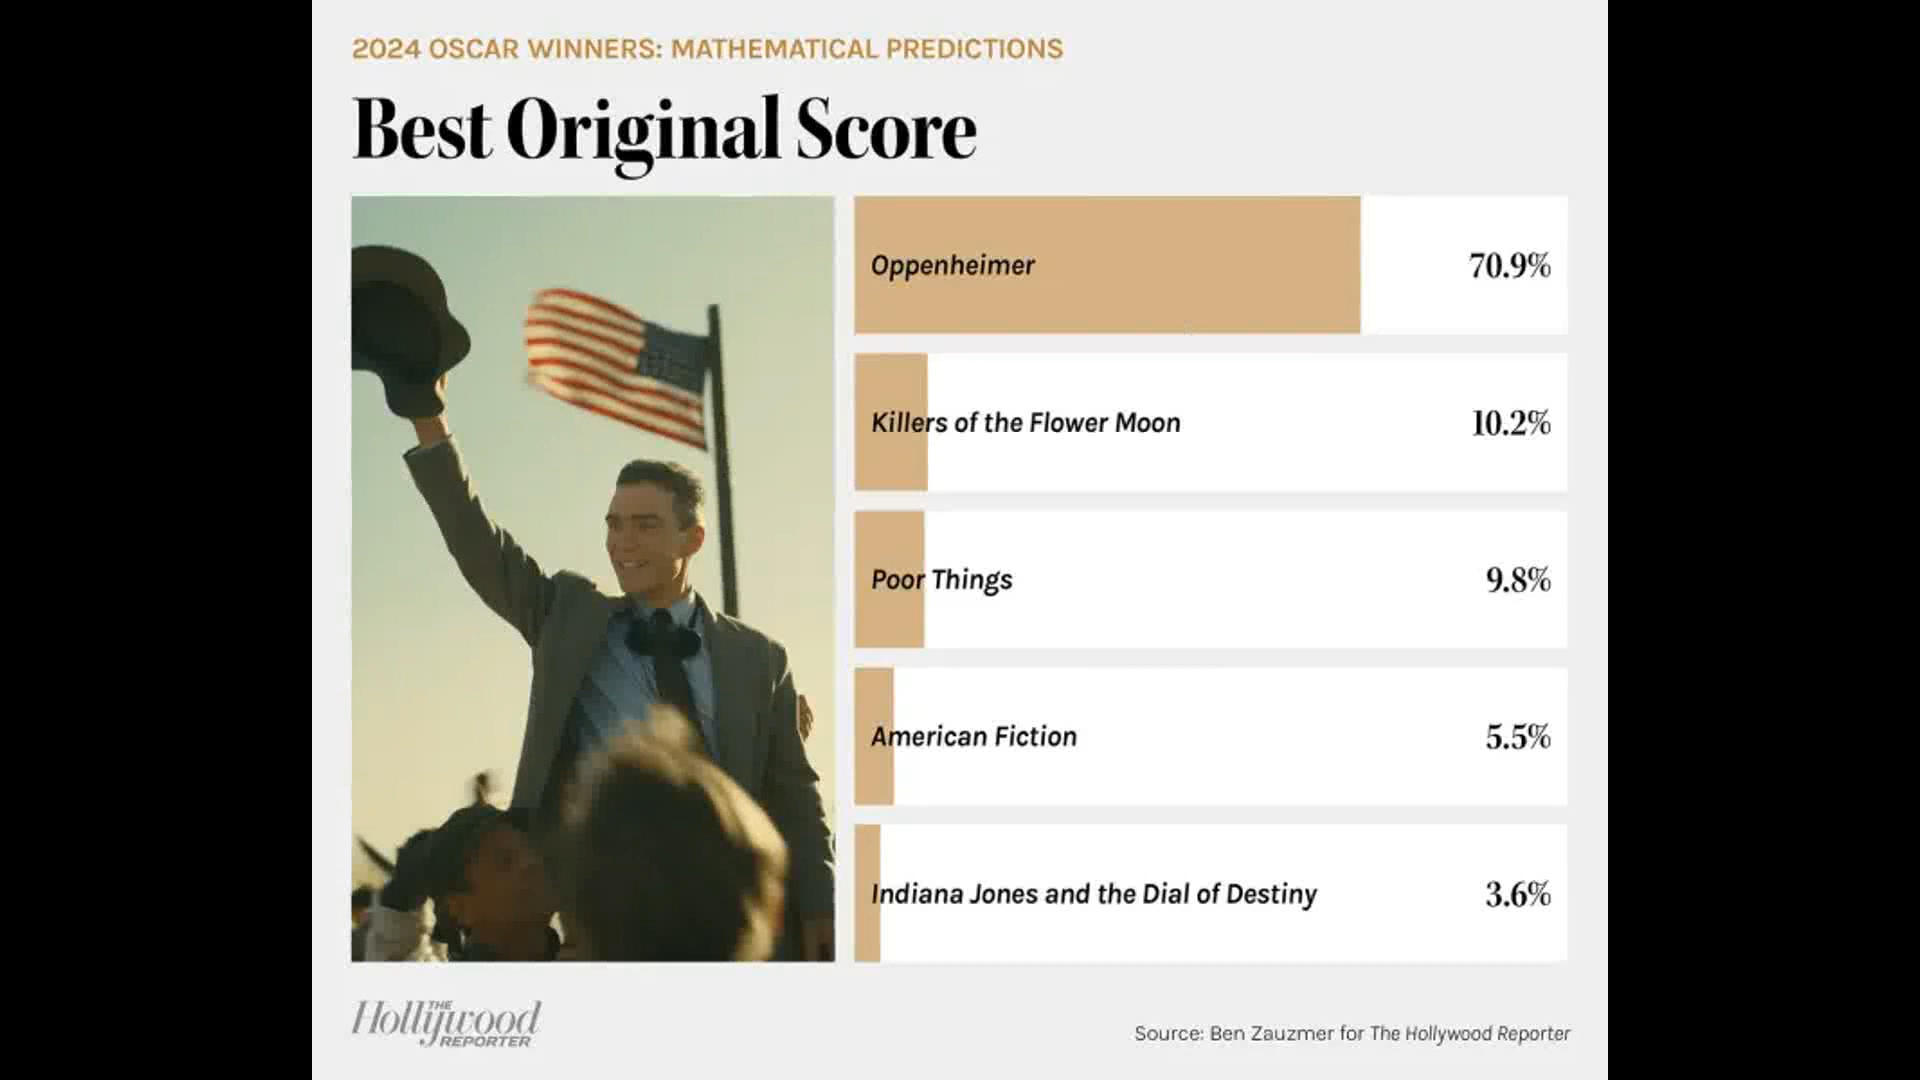 2024 OSCAR WINNERS: MATHEMATICAL PREDICTIONS
Best Original Score
Oppenheimer 70.9%
Killers of the Flower Moon 10.2%
Poor Things 9.8%
American Fiction 5.5%
Indiana Jones and the Dial of Destiny 3.6%
THE
Hollywood
REPORTER
Source: Ben Zauzmer for The Hollywood Reporter